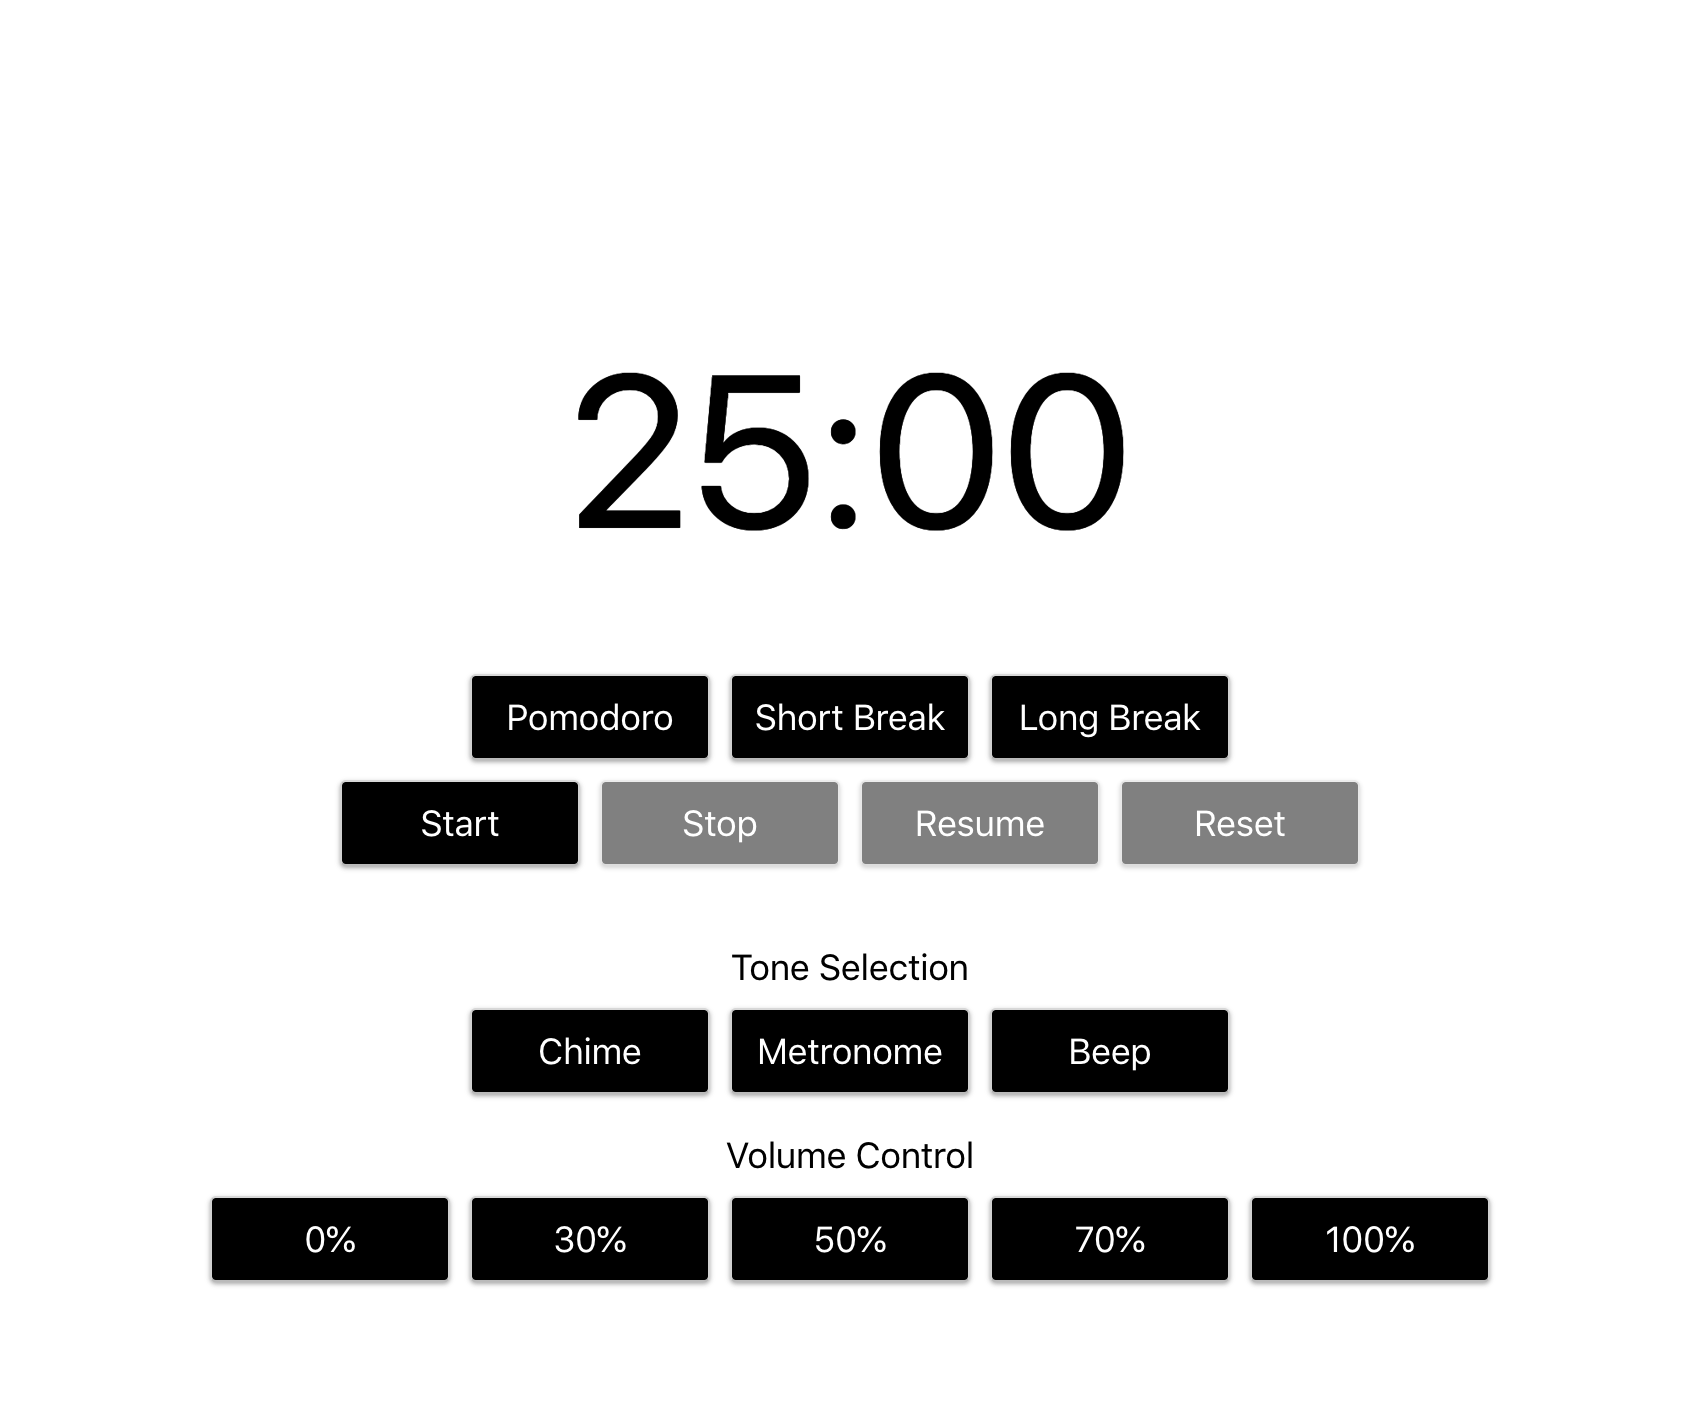 25:00
Pomodoro Short Break Long Break
Start Stop Resume Reset
Tone Selection
Chime Metronome Beep
Volume Control
0% 30% 50% 70% 100%